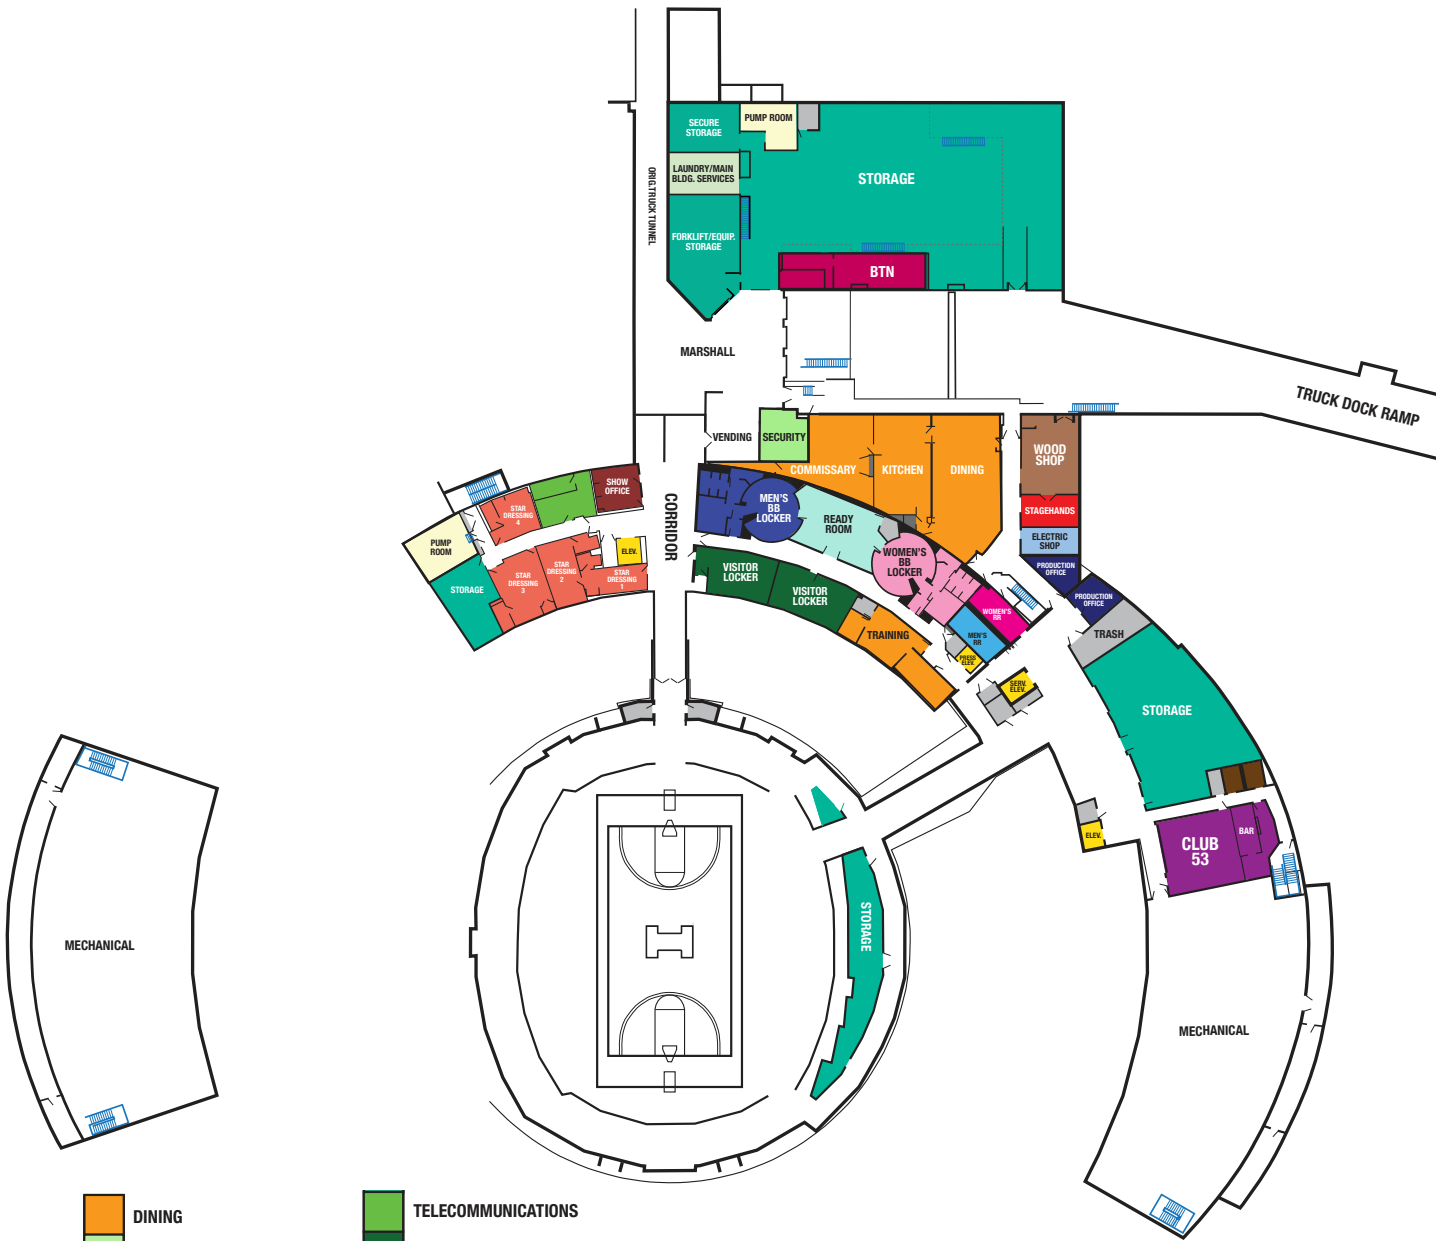 SECURE
STORAGE
PUMP ROOM
LAUNDRY/MAIN
BLDG. SERVICES
STORAGE
ORIG.TRUCK TUNNEL
FORKLIFT/EQUIP.
STORAGE
BTN
MARSHALL
TRUCK DOCK RAMP
VENDING
SECURITY
COMMISSARY
KITCHEN
DINING
WOOD
SHOP
STAGEHANDS
ELECTRIC
SHOP
PRODUCTION
OFFICE
PRODUCTION
OFFICE
SHOW
OFFICE
CORRIDOR
MEN'S
BB
LOCKER
READY
ROOM
WOMEN'S
BB
LOCKER
STAR
DRESSING
4
PUMP
ROOM
STORAGE
STAR
DRESSING
3
STAR
DRESSING
2
ELEV.
STAR
DRESSING
1
VISITOR
LOCKER
VISITOR
LOCKER
TRAINING
WOMEN'S
RR
MEN'S
RR
PRESS
ELEV.
SERV.
ELEV.
TRASH
STORAGE
ELEV.
CLUB
53
BAR
STORAGE
MECHANICAL
MECHANICAL
DINING
TELECOMMUNICATIONS